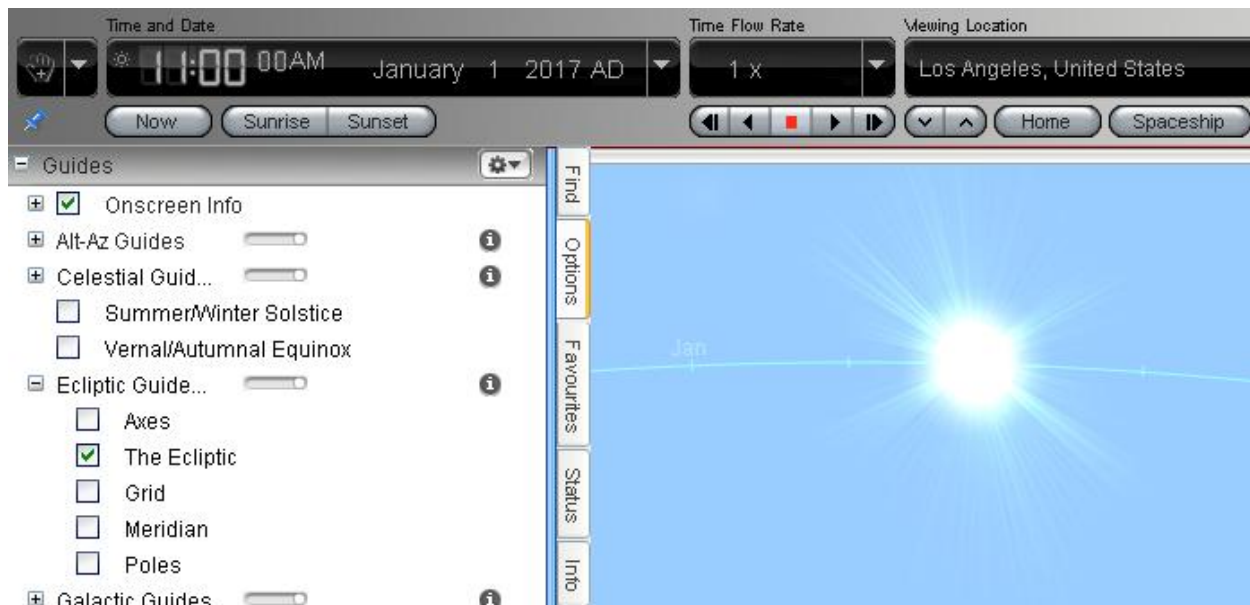 Time and Date
Time Flow Rate
Viewing Location
11:00 00AM January 1 2017 AD
1 x
Los Angeles, United States
Now
Sunrise
Sunset
Home
Spaceship
Guides
Onscreen Info
Alt-Az Guides
Celestial Guid...
Summer/Winter Solstice
Vernal/Autumnal Equinox
Ecliptic Guide...
Axes
The Ecliptic
Grid
Meridian
Poles
Galactic Guides
Find
Options
Favourites
Status
Info
Jan